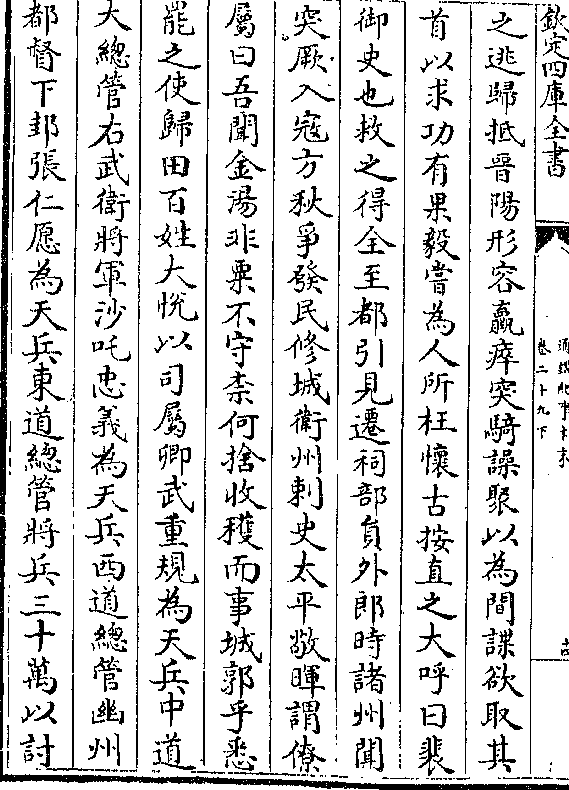 欽定四庫全書
通鑑紀事本末
卷二十九下
之逃歸抵晉陽形容羸瘁突騎譟聚以為間諜欲取其
首以求功有果毅嘗為人所枉懷古按直之大呼曰裴
御史也救之得全至都引見遷祠部員外郎時諸州聞
突厥入寇方秋爭發民修城衛州刺史太平敬暉謂僚
屬曰吾聞金湯非粟不守柰何捨收穫而事城郭乎悉
罷之使歸田百姓大悅以司屬卿武重規為天兵中道
大總管右武衛將軍沙吒忠義為天兵西道總管幽州
都督下邽張仁愿為天兵東道總管將兵三十萬以討